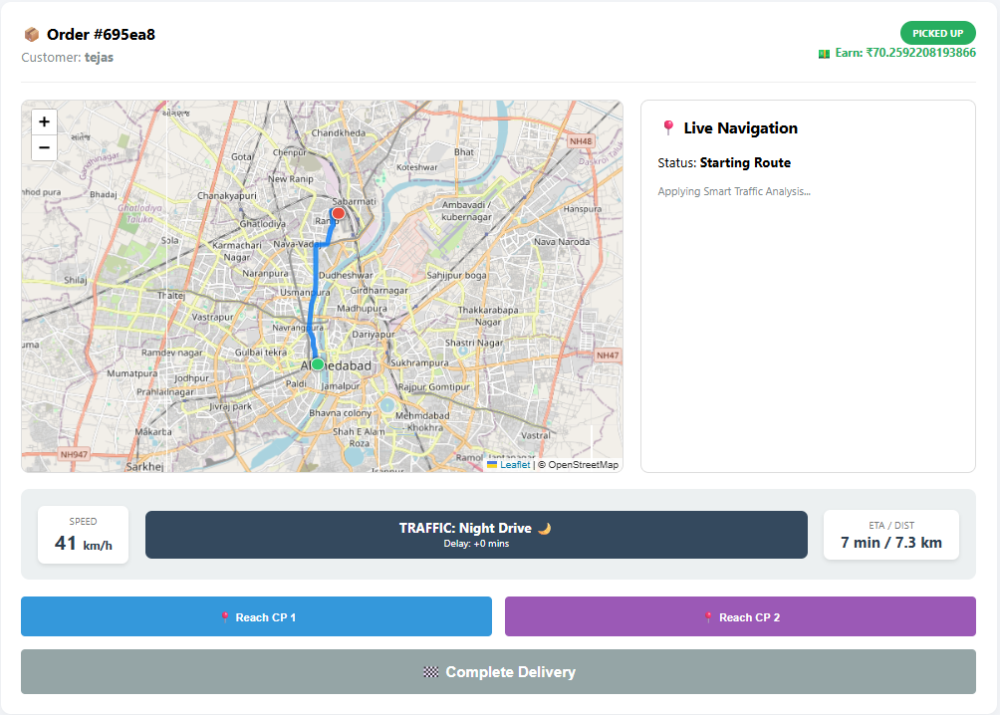 📦 Order #695ea8
Customer: tejas
PICKED UP
💵 Earn: ₹70.2592208193866
+
−
ઓગણજ
Chandkheda
NH48
Gota
Chenpur
Bhat
Koteshwar
New Ranip
Bhadaj
Chanakyapuri
Sabarmati
Ambavadi /
kubernagar
Hanspura
Ghatlodiya
Taluka
Ghatlodiya
Ranip
Sola
Karmachari
Nagar
Nava Vadaj
Nava Naroda
Naranpura
Dudheshwar
Sahijpur boga
Shilaj
Thaltej
Usmanpura
Girdharnagar
Madhupura
Thakkarabapa
Nagar
Vastrapur
Navrangpura
Dariyapur
Shastri Nagar
Ramdev nagar
Gulbai tekra
Ahmedabad
Sukhrampura
NH47
Mumatpura
Jodhpur
Paldi
Jamalpur
Rajpur Gomtipur
Prahladnagar
Jivraj park
Bhavna colony
Mehmdabad
- Khokhra
Makarba
Shah E Alam
Roza
Vastral
NH947
Sarkhej
Leaflet | © OpenStreetMap
📍 Live Navigation
Status: Starting Route
Applying Smart Traffic Analysis...
SPEED
41 km/h
TRAFFIC: Night Drive 🌙
Delay: +0 mins
ETA / DIST
7 min / 7.3 km
📍 Reach CP 1
📍 Reach CP 2
🏁 Complete Delivery